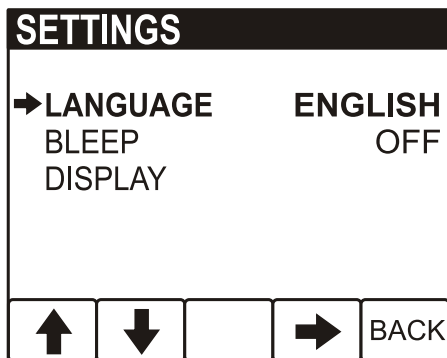 SETTINGS
LANGUAGE ENGLISH
BLEEP OFF
DISPLAY
BACK